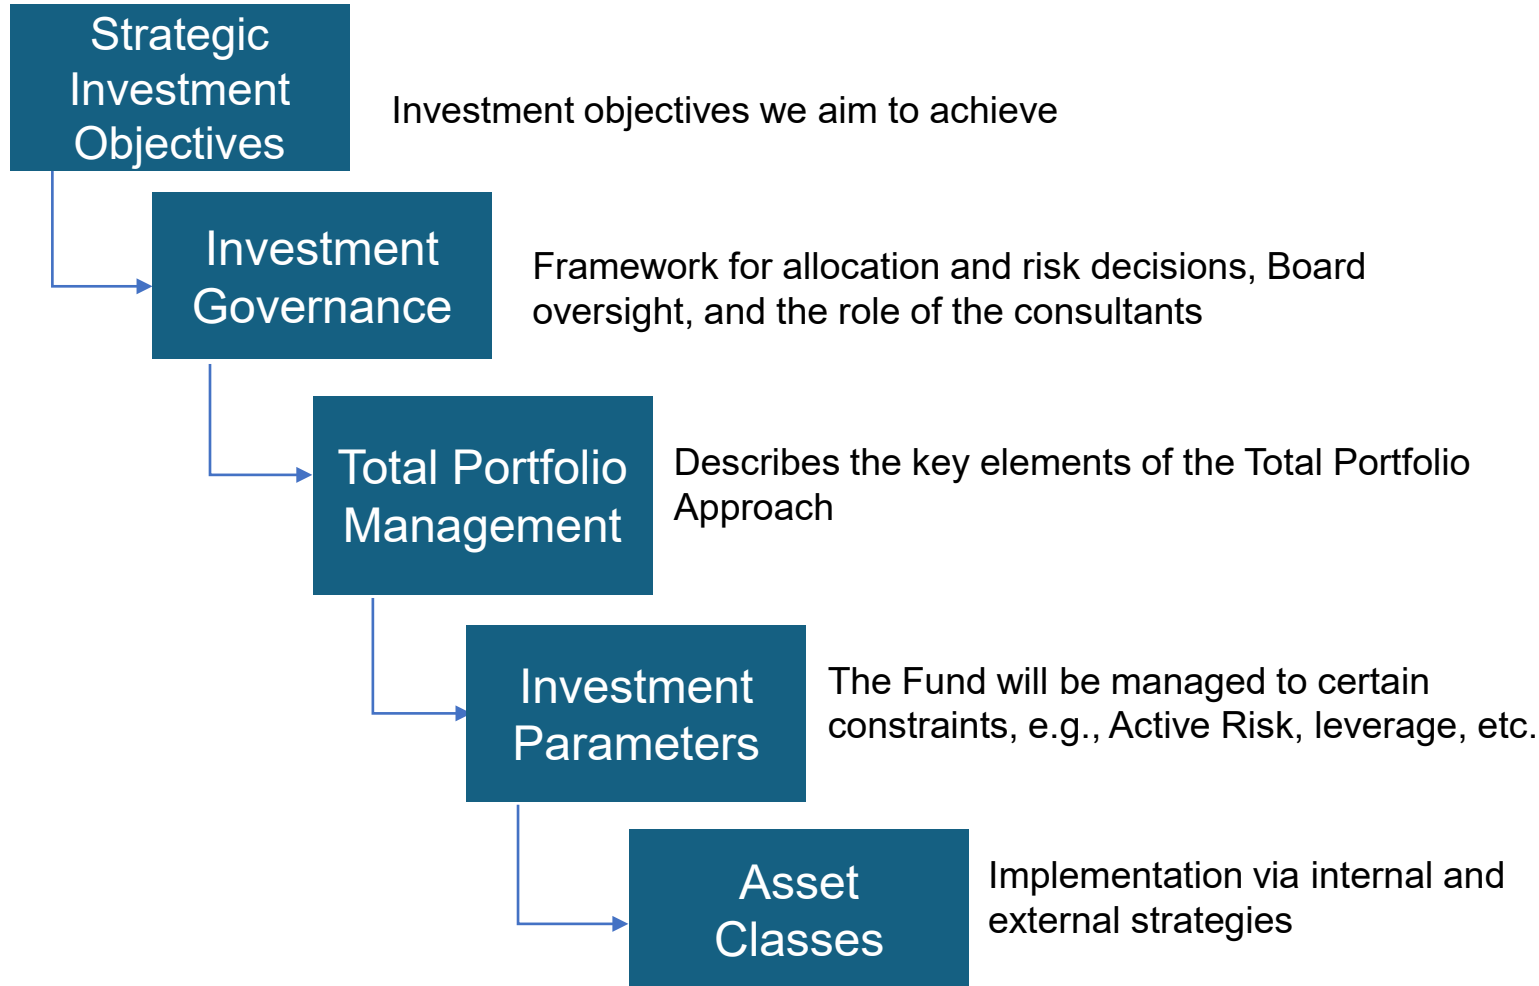 Strategic
Investment
Objectives
Investment objectives we aim to achieve
Investment
Governance
Framework for allocation and risk decisions, Board
oversight, and the role of the consultants
Total Portfolio
Management
Describes the key elements of the Total Portfolio
Approach
Investment
Parameters
The Fund will be managed to certain
constraints, e.g., Active Risk, leverage, etc.
Asset
Classes
Implementation via internal and
external strategies